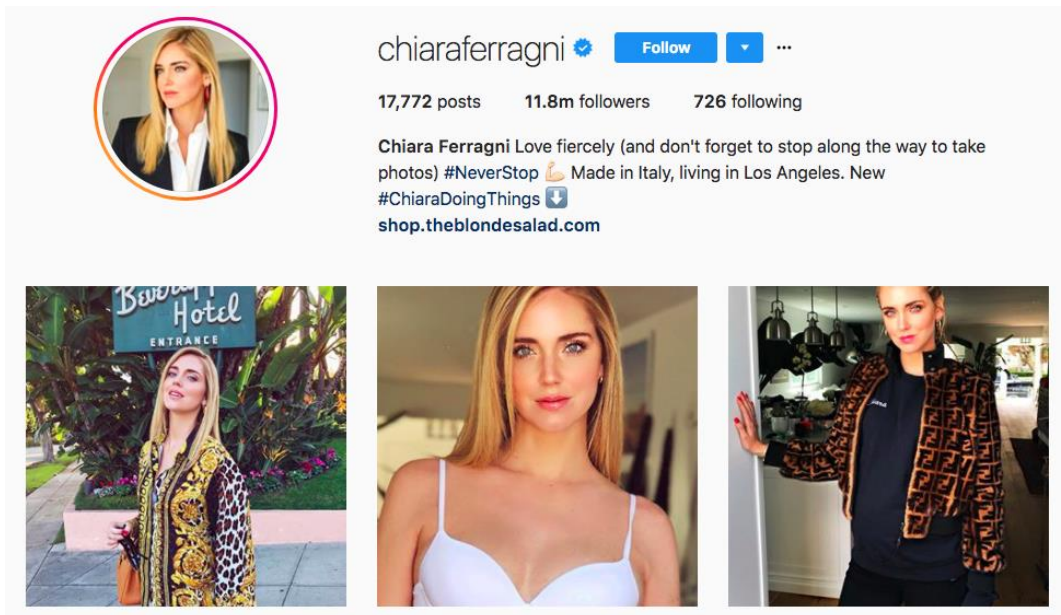 chiaraferragni
Follow
17,772 posts 11.8m followers 726 following
Chiara Ferragni Love fiercely (and don't forget to stop along the way to take
photos) #NeverStop 💪🏻 Made in Italy, living in Los Angeles. New
#ChiaraDoingThings ⬇️
shop.theblondesalad.com
Hotel
ENTRANCE